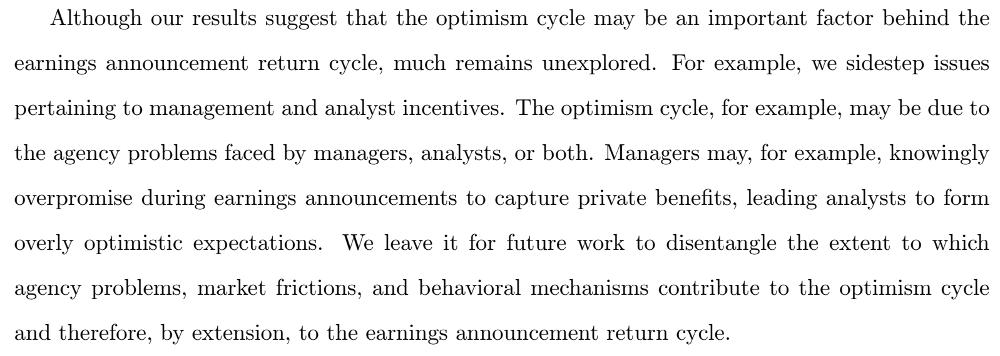 Although our results suggest that the optimism cycle may be an important factor behind the
earnings announcement return cycle, much remains unexplored. For example, we sidestep issues
pertaining to management and analyst incentives. The optimism cycle, for example, may be due to
the agency problems faced by managers, analysts, or both. Managers may, for example, knowingly
overpromise during earnings announcements to capture private benefits, leading analysts to form
overly optimistic expectations. We leave it for future work to disentangle the extent to which
agency problems, market frictions, and behavioral mechanisms contribute to the optimism cycle
and therefore, by extension, to the earnings announcement return cycle.